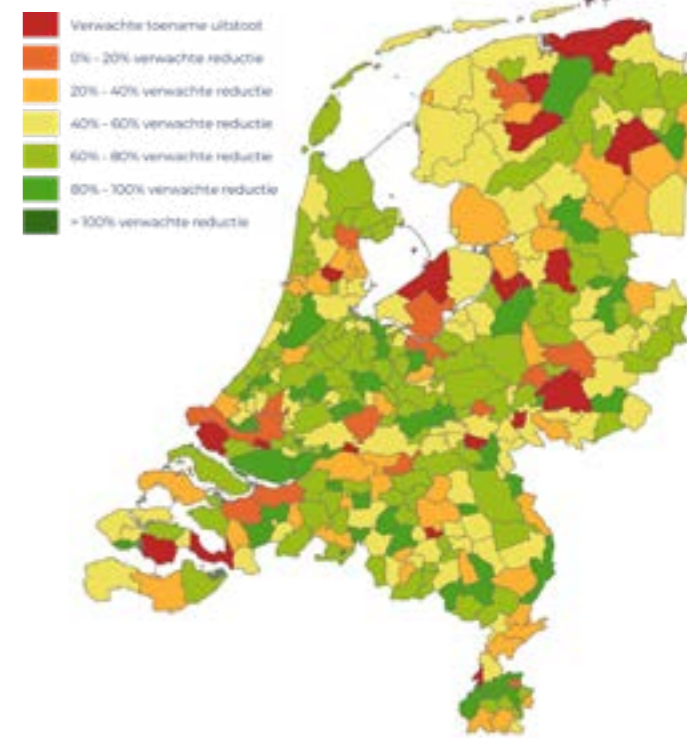 Verwachte toename uitstoot
0% - 20% verwachte reductie
20% - 40% verwachte reductie
40% - 60% verwachte reductie
60% - 80% verwachte reductie
80% - 100% verwachte reductie
> 100% verwachte reductie